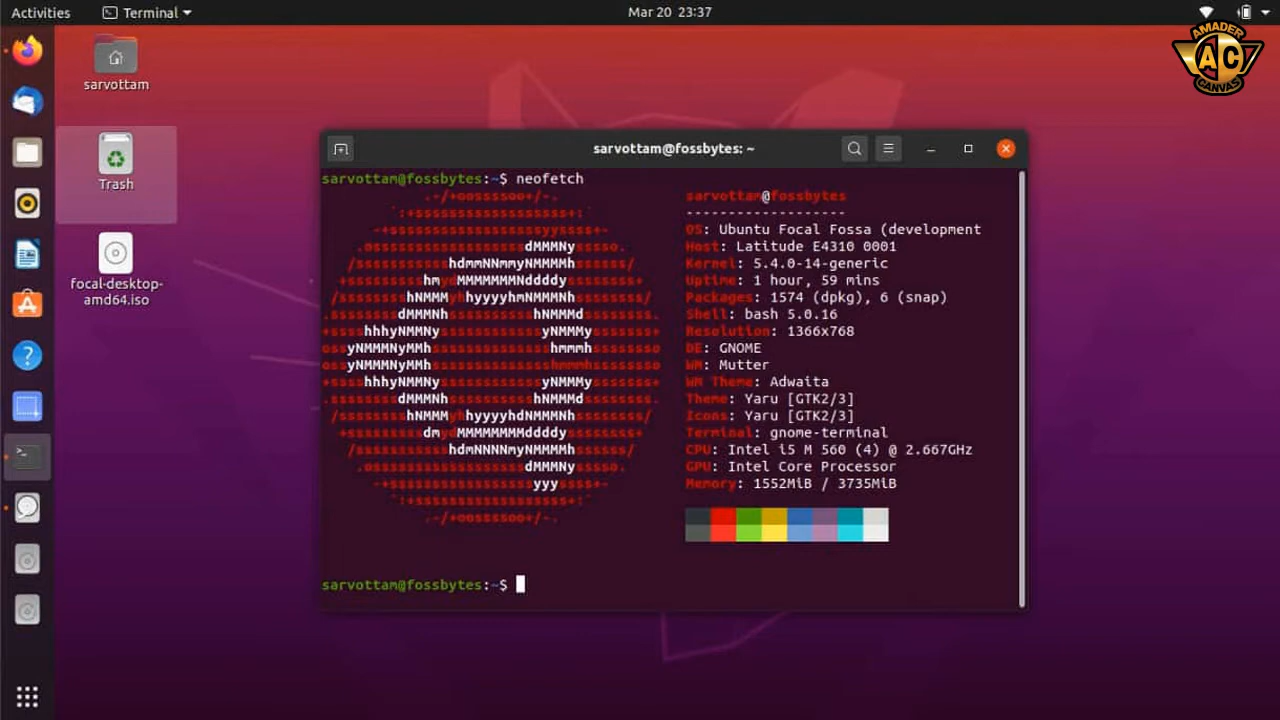 Activities
Terminal
Mar 20 23:37
AMADER
AC
CANVAS
sarvottam
Trash
focal-desktop-
amd64.iso
sarvottam@fossbytes: ~
sarvottam@fossbytes:~$ neofetch
sarvottam@fossbytes
-------------------
OS: Ubuntu Focal Fossa (development
Host: Latitude E4310 0001
Kernel: 5.4.0-14-generic
Uptime: 1 hour, 59 mins
Packages: 1574 (dpkg), 6 (snap)
Shell: bash 5.0.16
Resolution: 1366x768
DE: GNOME
WM: Mutter
WM Theme: Adwaita
Theme: Yaru [GTK2/3]
Icons: Yaru [GTK2/3]
Terminal: gnome-terminal
CPU: Intel i5 M 560 (4) @ 2.667GHz
GPU: Intel Core Processor
Memory: 1552MiB / 3735MiB
sarvottam@fossbytes:~$